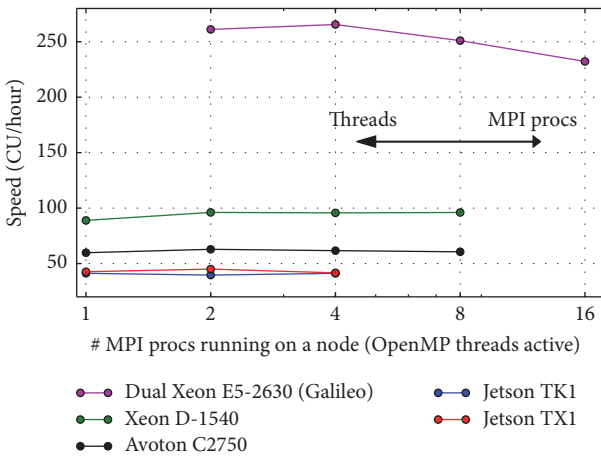 250
200
150
100
50
Speed (CU/hour)
Threads
MPI procs
1
2
4
8
16
# MPI procs running on a node (OpenMP threads active)
Dual Xeon E5-2630 (Galileo)
Xeon D-1540
Avoton C2750
Jetson TK1
Jetson TX1